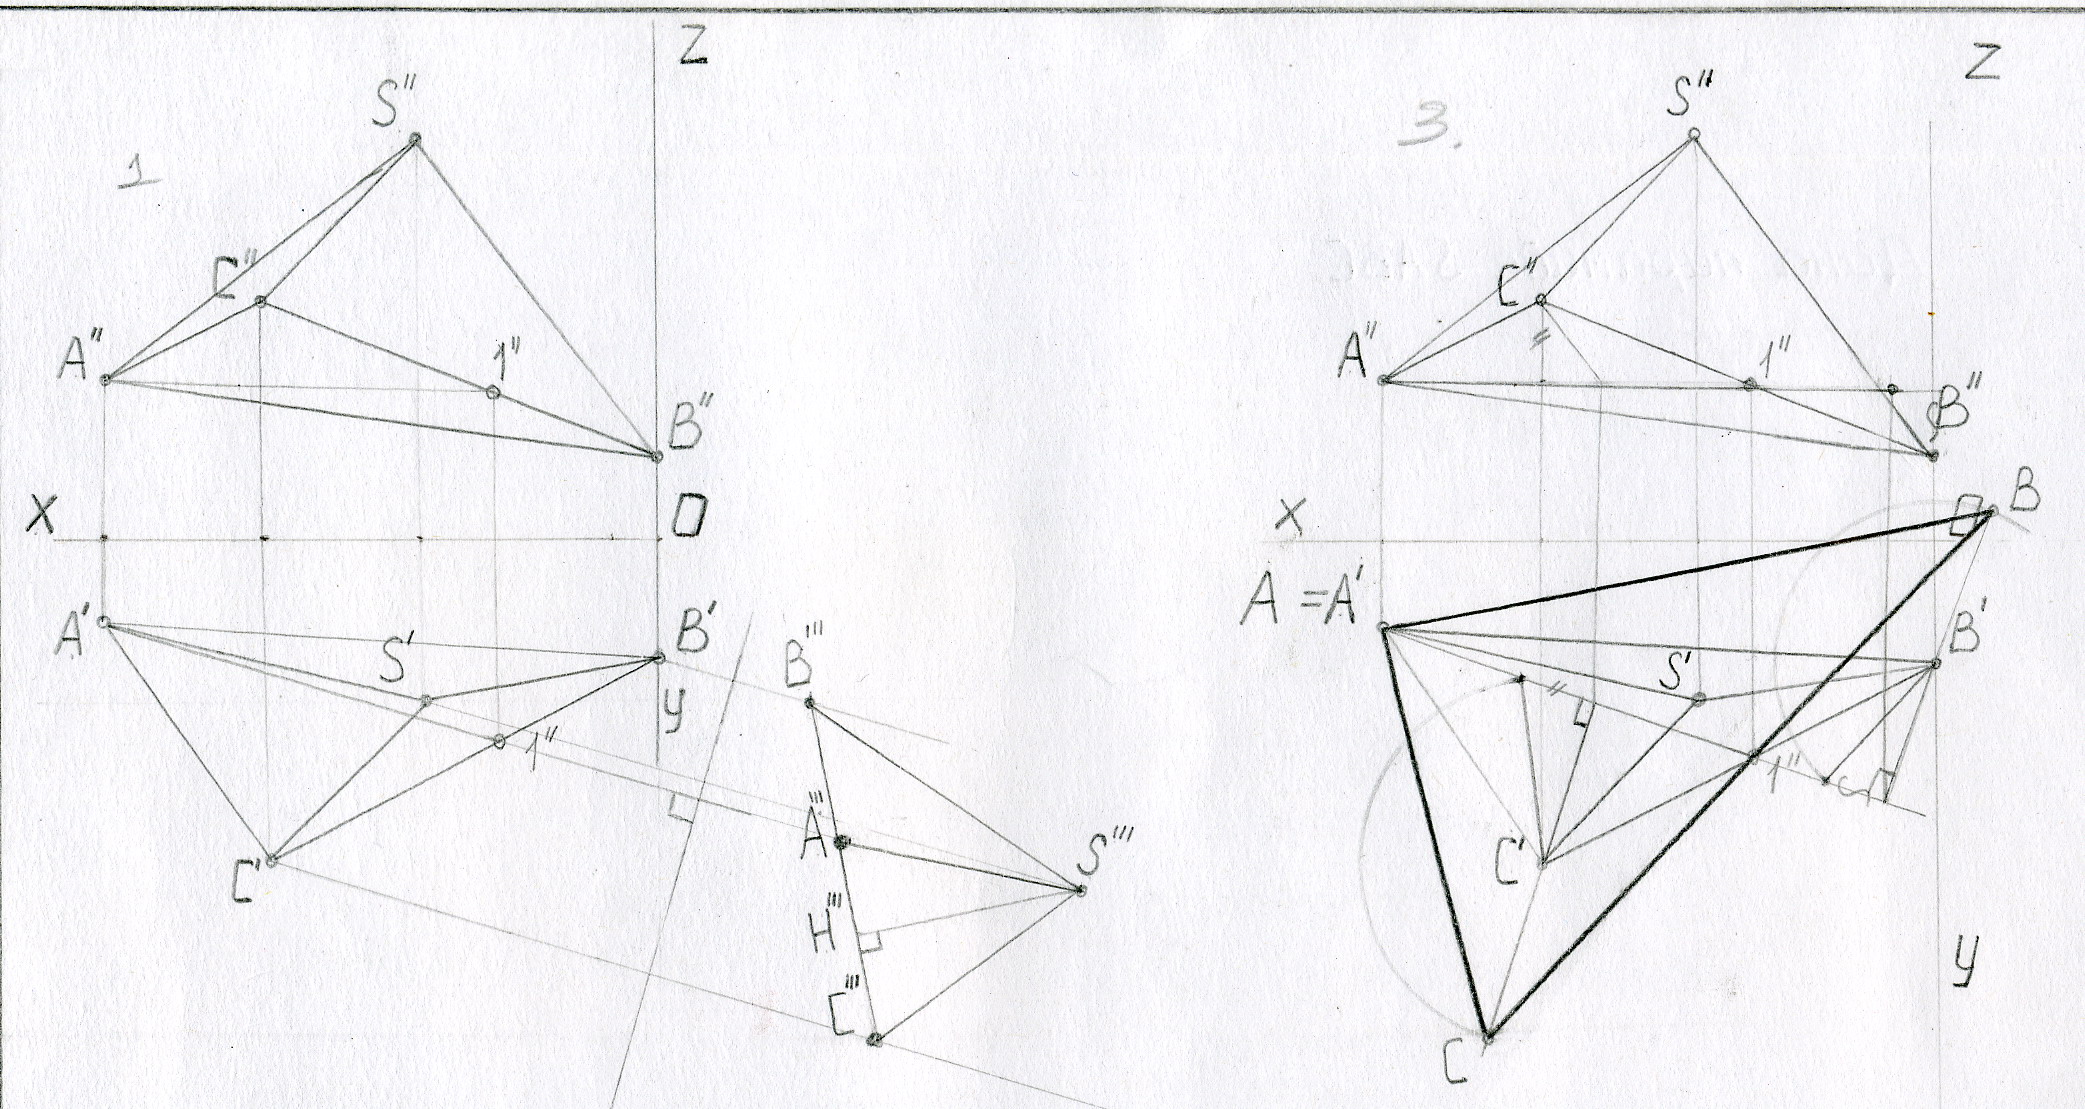 Z
S"
1
C"
A"
1"
B"
X
O
A'
S'
B'
y
1"
C'
B'''
A'''
S'''
H'''
C'''
Z
S"
3.
C"
A"
1"
B"
X
B
A = A'
B'
S'
1"
C'
y
C